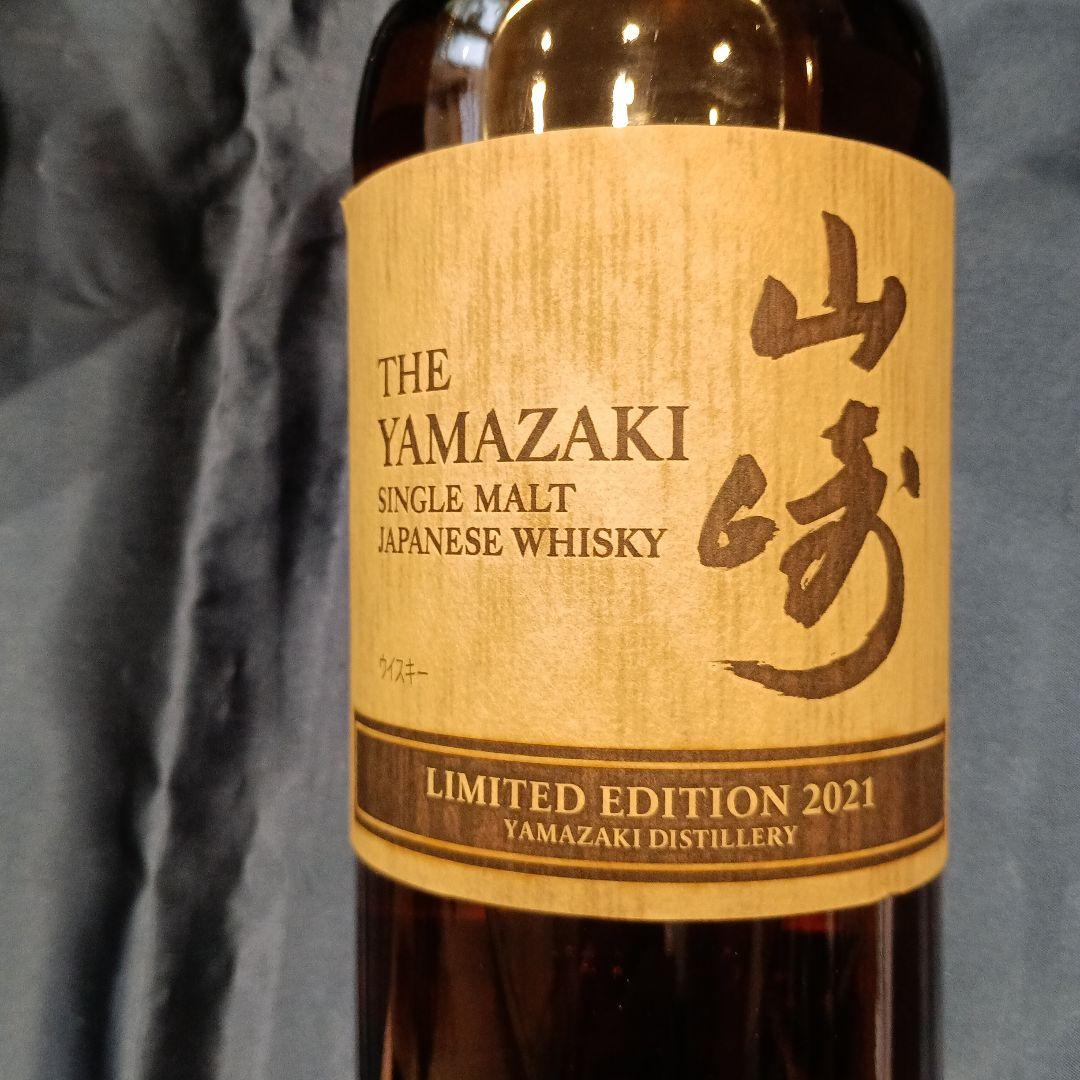 THE
YAMAZAKI
SINGLE MALT
JAPANESE WHISKY
山崎
ウイスキー
LIMITED EDITION 2021
YAMAZAKI DISTILLERY